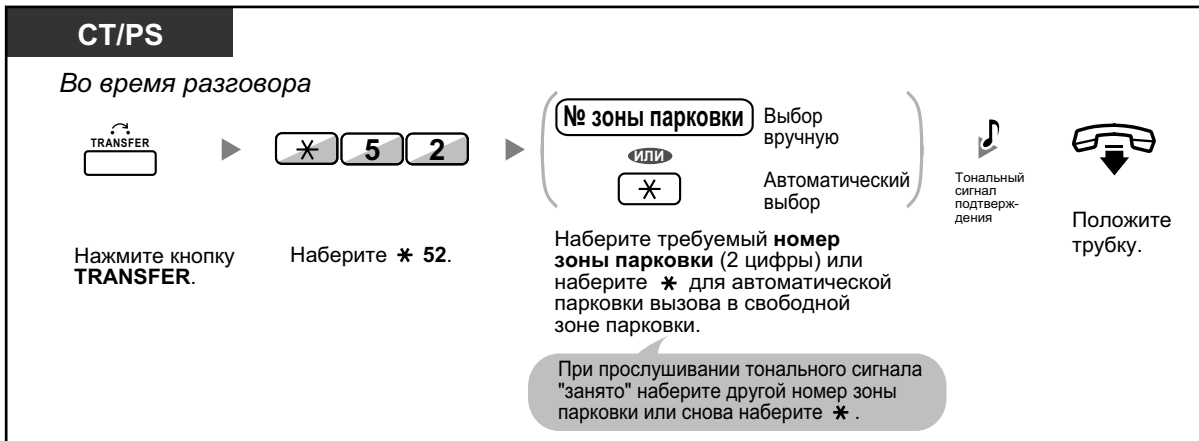 CT/PS
Во время разговора
TRANSFER
* 5 2
№ зоны парковки
Выбор
вручную
или
*
Автоматический
выбор
Тональный
сигнал
подтверж-
дения
Нажмите кнопку
TRANSFER.
Наберите * 52.
Наберите требуемый номер
зоны парковки (2 цифры) или
наберите * для автоматической
парковки вызова в свободной
зоне парковки.
Положите
трубку.
При прослушивании тонального сигнала
"занято" наберите другой номер зоны
парковки или снова наберите * .